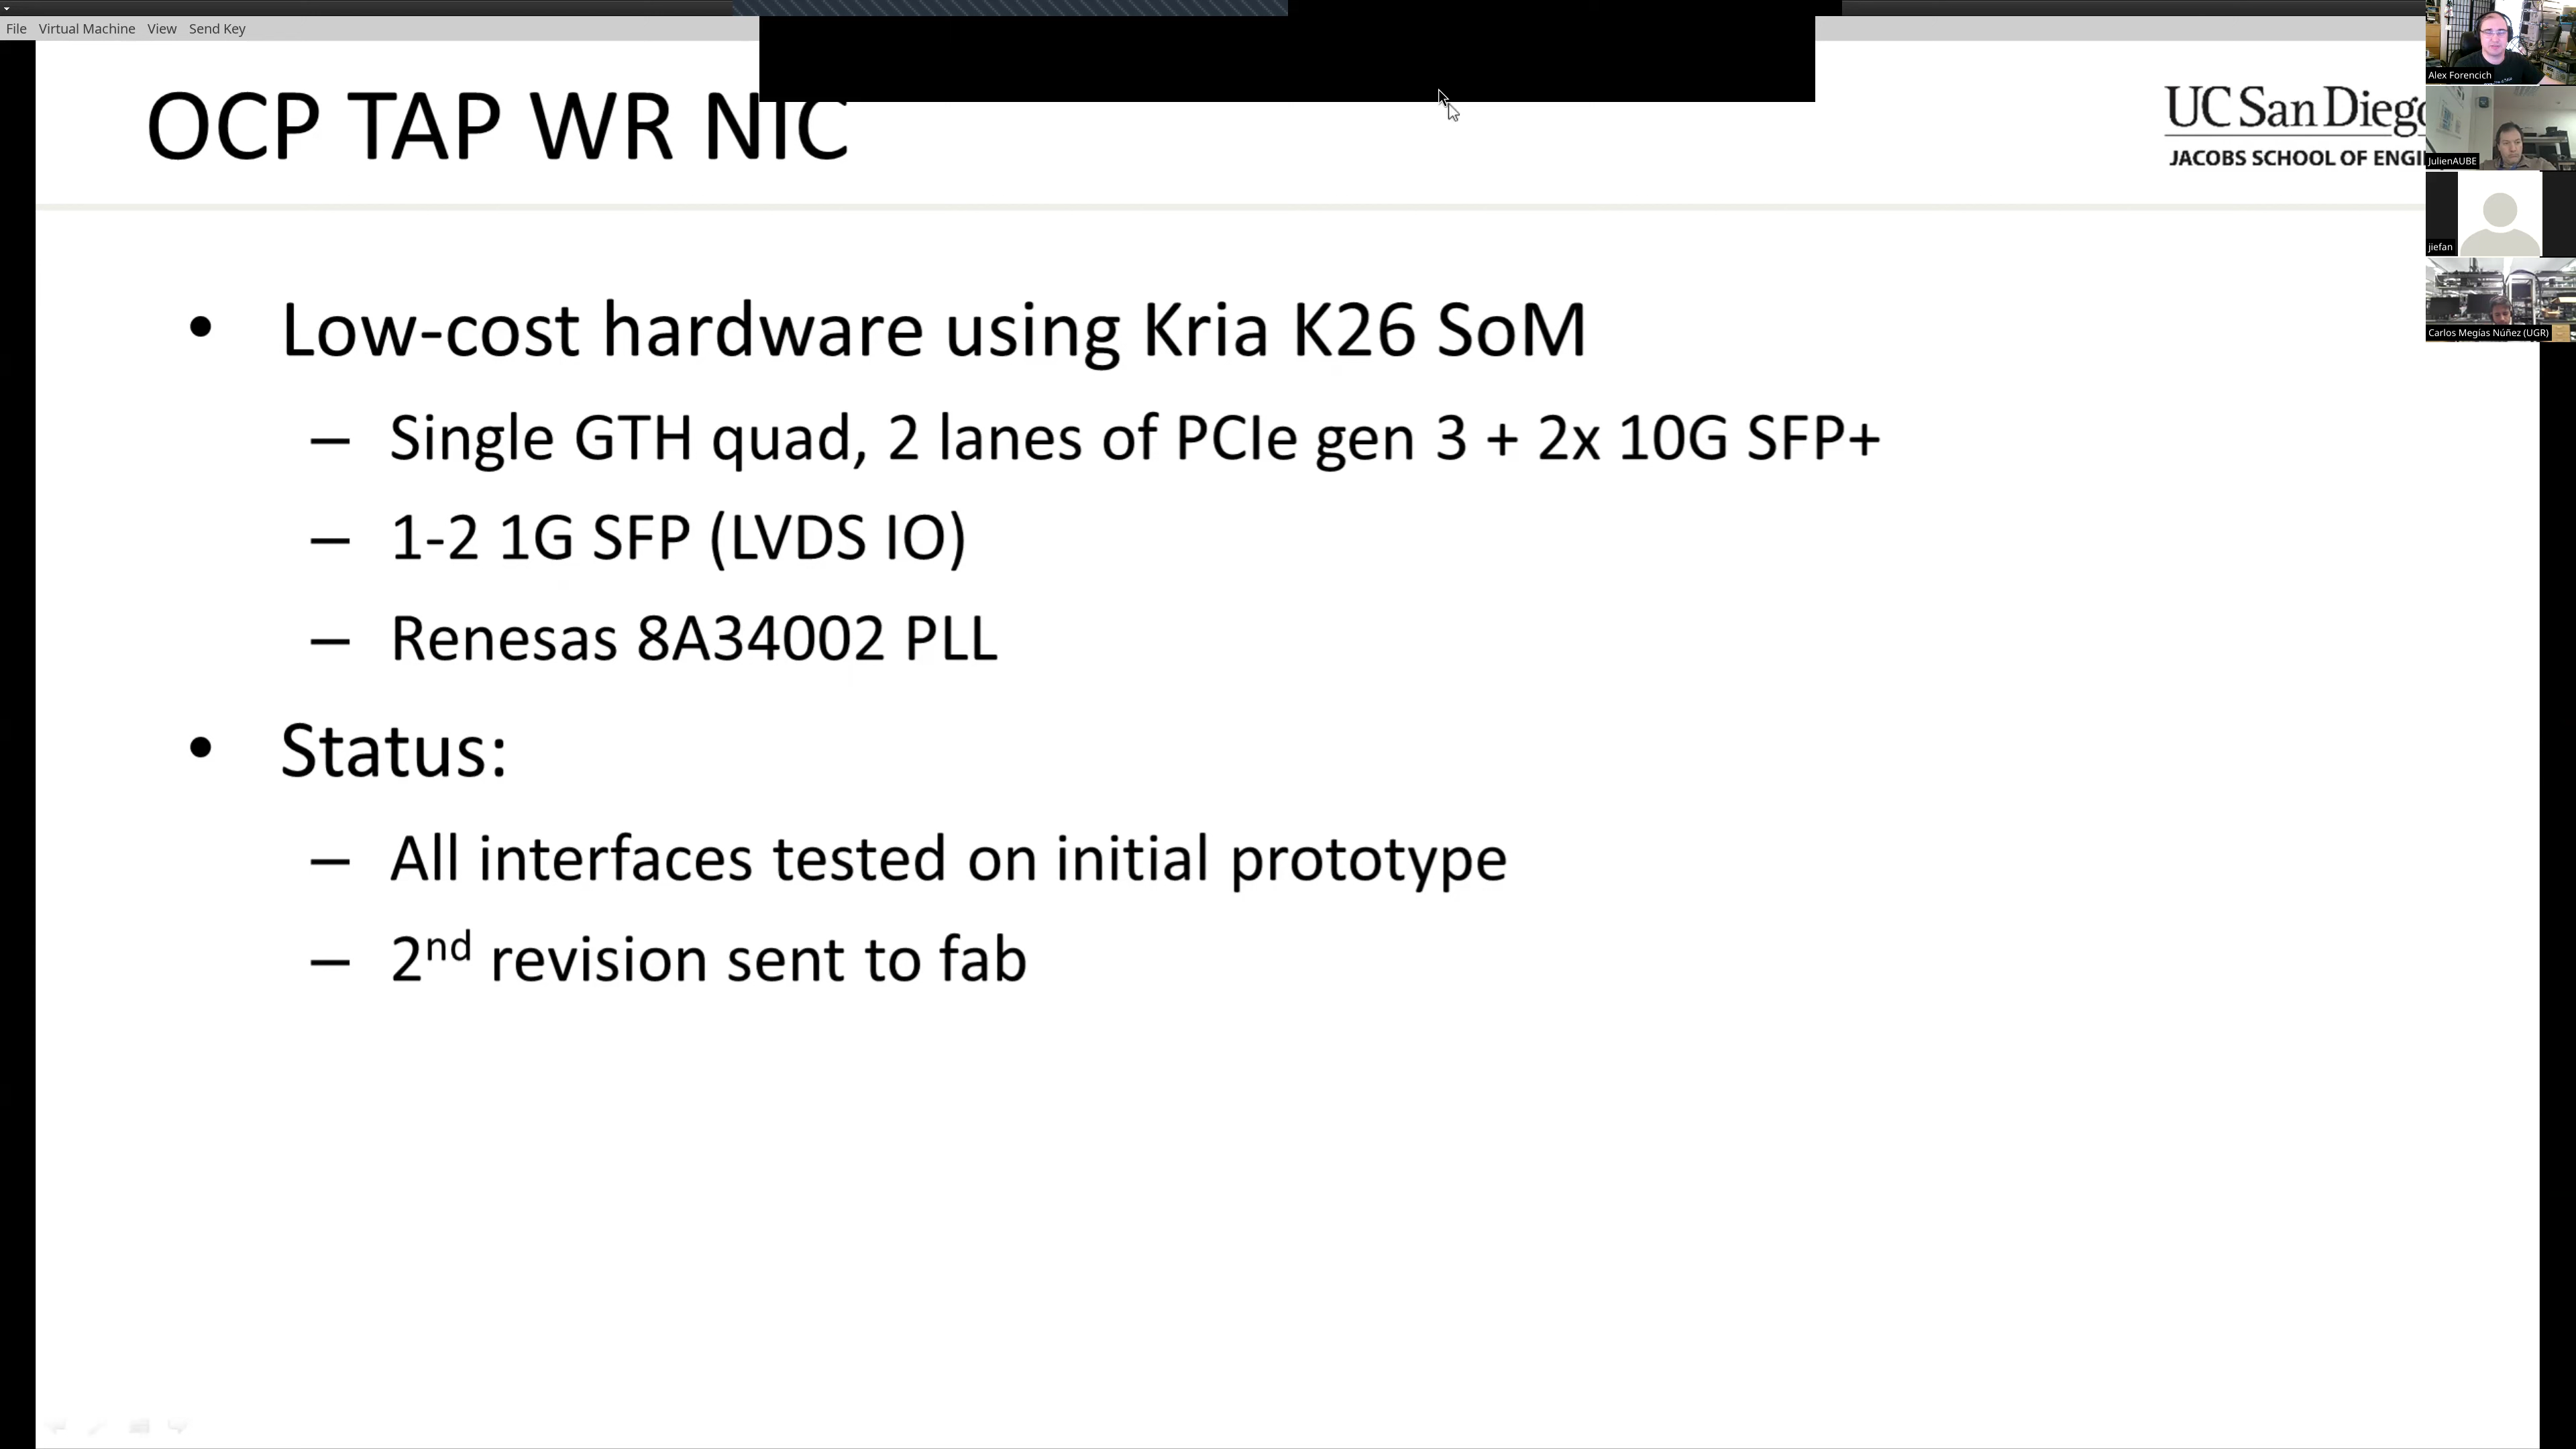 File Virtual Machine View Send Key
OCP TAP WR NIC
UC San Dieg
JACOBS SCHOOL OF ENGI
• Low-cost hardware using Kria K26 SoM
– Single GTH quad, 2 lanes of PCIe gen 3 + 2x 10G SFP+
– 1-2 1G SFP (LVDS IO)
– Renesas 8A34002 PLL
• Status:
– All interfaces tested on initial prototype
– 2nd revision sent to fab
Alex Forencich
JulienAUBE
jiefan
Carlos Megías Núñez (UGR)